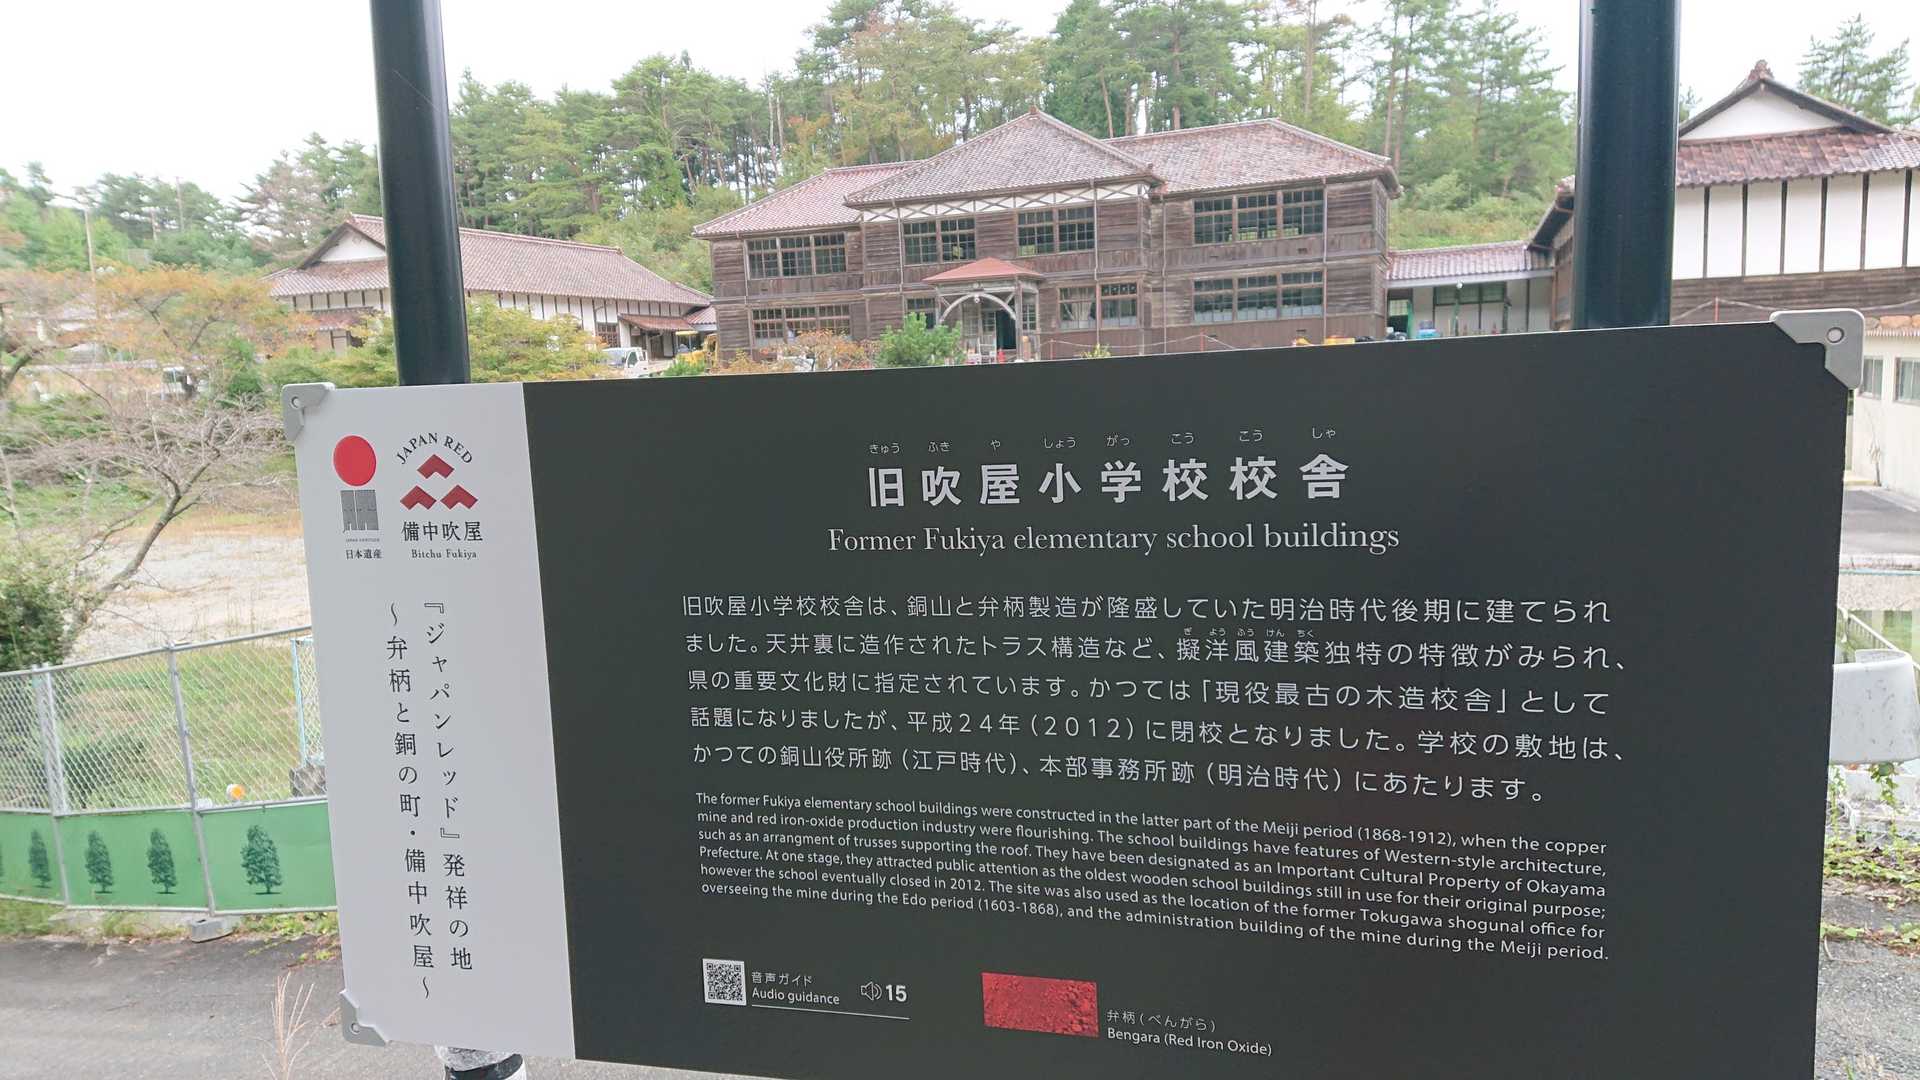 JAPAN RED
日本遺産
備中吹屋
Bitchu Fukiya
『ジャパンレッド』発祥の地
〜弁柄と銅の町・備中吹屋〜
きゅう ふき や しょう がっ こう こう しゃ
旧吹屋小学校校舎
Former Fukiya elementary school buildings
旧吹屋小学校校舎は、銅山と弁柄製造が隆盛していた明治時代後期に建てられ
ぎ よう ふう けん ちく
ました。天井裏に造作されたトラス構造など、擬洋風建築独特の特徴がみられ、
県の重要文化財に指定されています。かつては「現役最古の木造校舎」として
話題になりましたが、平成24年(2012)に閉校となりました。学校の敷地は、
かつての銅山役所跡(江戸時代)、本部事務所跡(明治時代)にあたります。
The former Fukiya elementary school buildings were constructed in the latter part of the Meiji period (1868-1912), when the copper
mine and red iron-oxide production industry were flourishing. The school buildings have features of Western-style architecture,
such as an arrangment of trusses supporting the roof. They have been designated as an Important Cultural Property of Okayama
Prefecture. At one stage, they attracted public attention as the oldest wooden school buildings still in use for their original purpose;
however the school eventually closed in 2012. The site was also used as the location of the former Tokugawa shogunal office for
overseeing the mine during the Edo period (1603-1868), and the administration building of the mine during the Meiji period.
音声ガイド
Audio guidance
15
弁柄(べんがら)
Bengara (Red Iron Oxide)